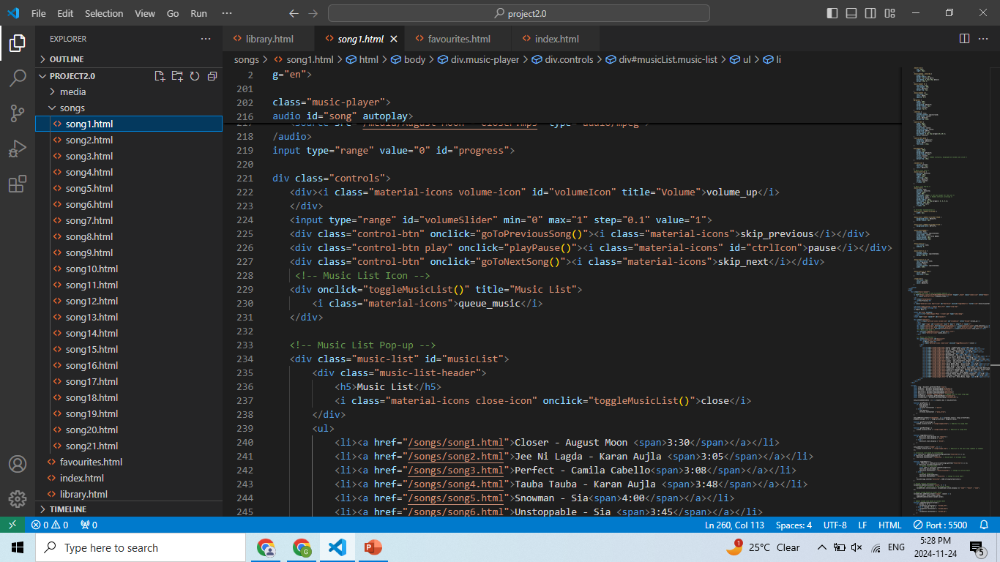 File Edit Selection View Go Run ··· project2.0
EXPLORER ···
OUTLINE
PROJECT2.0
media
songs
song1.html
song2.html
song3.html
song4.html
song5.html
song6.html
song7.html
song8.html
song9.html
song10.html
song11.html
song12.html
song13.html
song14.html
song15.html
song16.html
song17.html
song18.html
song19.html
song20.html
song21.html
favourites.html
index.html
library.html
TIMELINE
library.html song1.html favourites.html index.html
songs > song1.html > html > body > div.music-player > div.controls > div#musicList.music-list > ul > li
2 g="en">
201
202 class="music-player">
216 audio id="song" autoplay>
218 /audio>
219 input type="range" value="0" id="progress">
220
221 div class="controls">
222 <div><i class="material-icons volume-icon" id="volumeIcon" title="Volume">volume_up</i>
223 </div>
224 <input type="range" id="volumeSlider" min="0" max="1" step="0.1" value="1">
225 <div class="control-btn" onclick="goToPreviousSong()"><i class="material-icons">skip_previous</i></div>
226 <div class="control-btn play" onclick="playPause()"><i class="material-icons" id="ctrlIcon">pause</i></div>
227 <div class="control-btn" onclick="goToNextSong()"><i class="material-icons">skip_next</i></div>
228 <!-- Music List Icon -->
229 <div onclick="toggleMusicList()" title="Music List">
230 <i class="material-icons">queue_music</i>
231 </div>
232
233 <!-- Music List Pop-up -->
234 <div class="music-list" id="musicList">
235 <div class="music-list-header">
236 <h5>Music List</h5>
237 <i class="material-icons close-icon" onclick="toggleMusicList()">close</i>
238 </div>
239 <ul>
240 <li><a href="/songs/song1.html">Closer - August Moon <span>3:30</span></a></li>
241 <li><a href="/songs/song2.html">Jee Ni Lagda - Karan Aujla <span>3:05</span></a></li>
242 <li><a href="/songs/song3.html">Perfect - Camila Cabello<span>3:08</span></a></li>
243 <li><a href="/songs/song4.html">Tauba Tauba - Karan Aujla <span>3:48</span></a></li>
244 <li><a href="/songs/song5.html">Snowman - Sia<span>4:00</span></a></li>
245 <li><a href="/songs/song6.html">Unstoppable - Sia <span>3:45</span></a></li>
0 0 0 Ln 260, Col 113 Spaces: 4 UTF-8 LF HTML Port : 5500
Type here to search 1 25°C Clear ENG 5:28 PM
2024-11-24 5